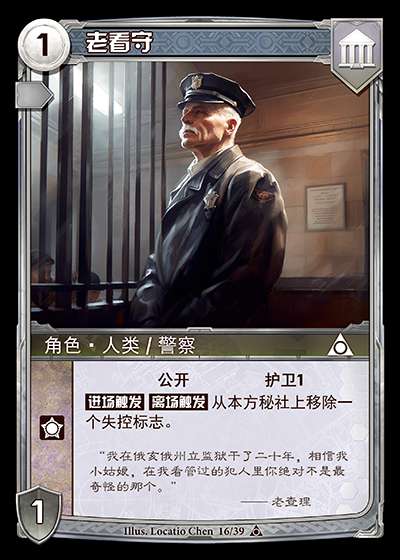 1
老看守
角色·人类/警察
公开 护卫1
进场触发 离场触发 从本方秘社上移除一
个失控标志。
“我在俄亥俄州立监狱干了二十年，相信我
小姑娘，在我看管过的犯人里你绝对不是最
奇怪的那个。”
——老查理
1
Illus. Locatio Chen 16/39